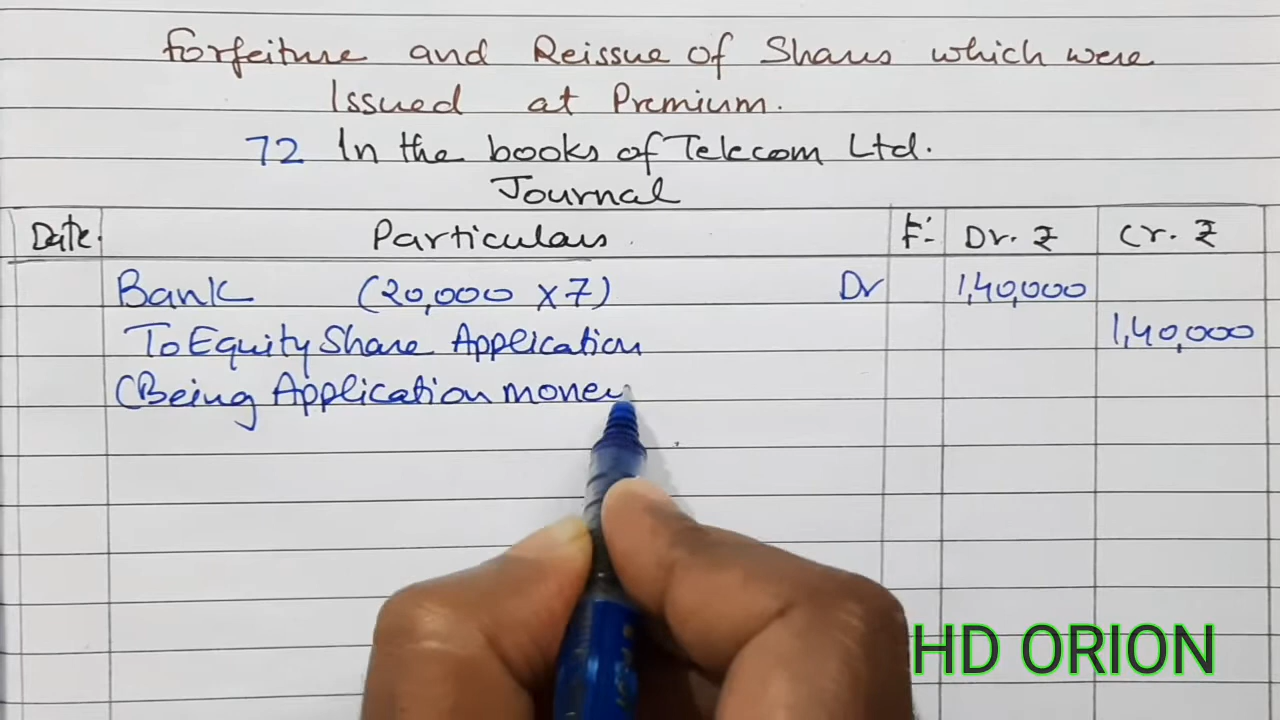 Forfeiture and Reissue of Shares which were
Issued at Premium.
72 In the books of Telecom Ltd.
Journal
Date. Particulars. F. Dr. ₹ Cr. ₹
Bank (20,000 x 7) Dr 1,40,000
To Equity Share Application 1,40,000
(Being Application money
HD ORION